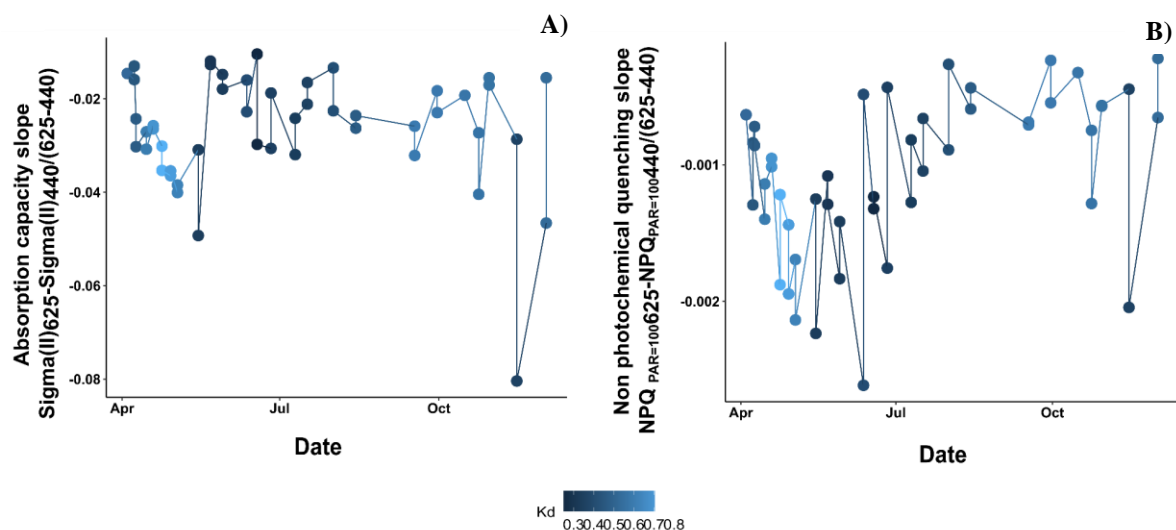 A)
Absorption capacity slope
Sigma(II)625-Sigma(II)440/(625-440)
-0.02
-0.04
-0.06
-0.08
Apr
Jul
Oct
Date
B)
Non photochemical quenching slope
NPQ PAR=100625-NPQPAR=100440/(625-440)
-0.001
-0.002
Apr
Jul
Oct
Date
Kd
0.30.40.50.60.70.8